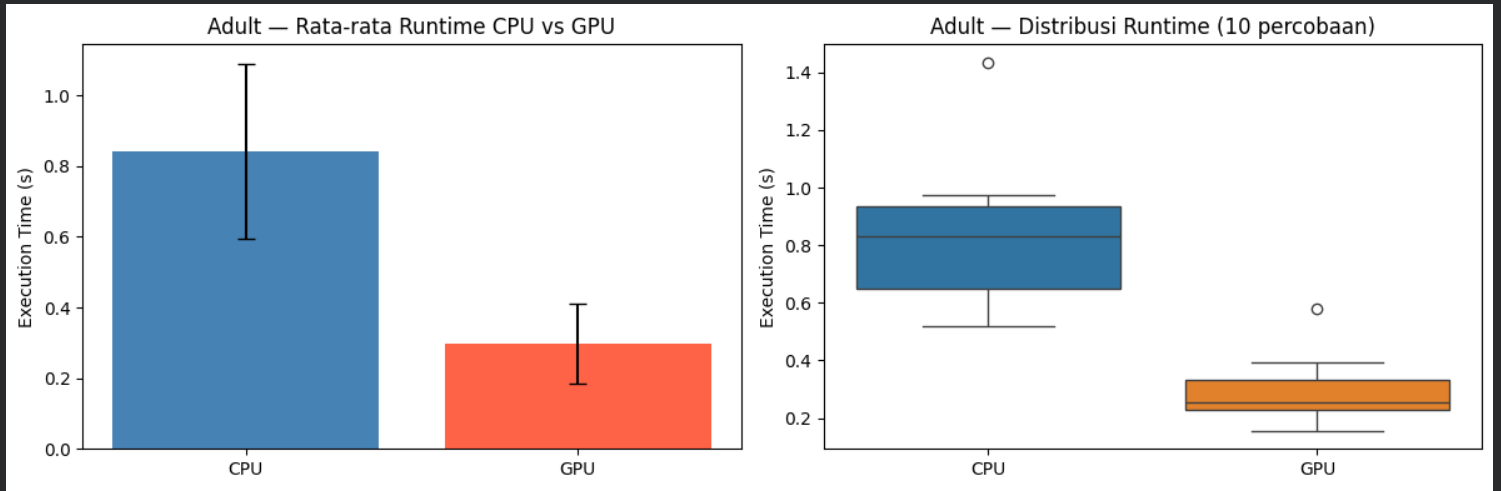 Adult — Rata-rata Runtime CPU vs GPU
Execution Time (s)
1.0
0.8
0.6
0.4
0.2
0.0
CPU GPU
Adult — Distribusi Runtime (10 percobaan)
Execution Time (s)
1.4
1.2
1.0
0.8
0.6
0.4
0.2
CPU GPU